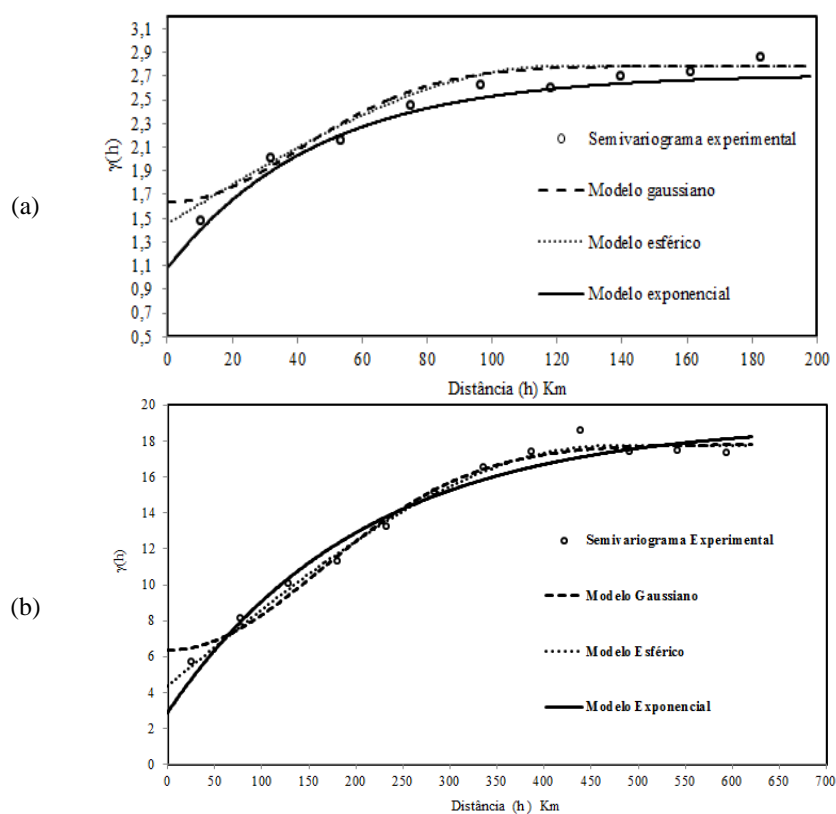 (a)
γ(h)
3,1
2,9
2,7
2,5
2,3
2,1
1,9
1,7
1,5
1,3
1,1
0,9
0,7
0,5
0 20 40 60 80 100 120 140 160 180 200
Distância (h) Km
Semivariograma experimental
Modelo gaussiano
Modelo esférico
Modelo exponencial
(b)
γ(h)
20
18
16
14
12
10
8
6
4
2
0
0 50 100 150 200 250 300 350 400 450 500 550 600 650 700
Distância (h) Km
Semivariograma Experimental
Modelo Gaussiano
Modelo Esférico
Modelo Exponencial